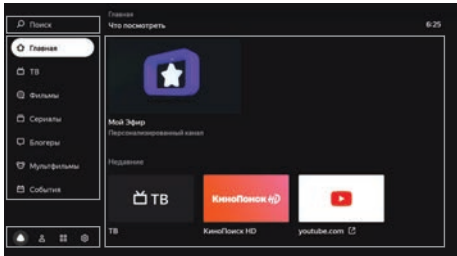 Поиск
Главная
ТВ
Фильмы
Сериалы
Блогеры
Мультфильмы
События
Главная
Что посмотреть
6:25
Мой Эфир
Персонализированный канал
Недавние
ТВ
КиноПоиск HD
ТВ
КиноПоиск HD
youtube.com